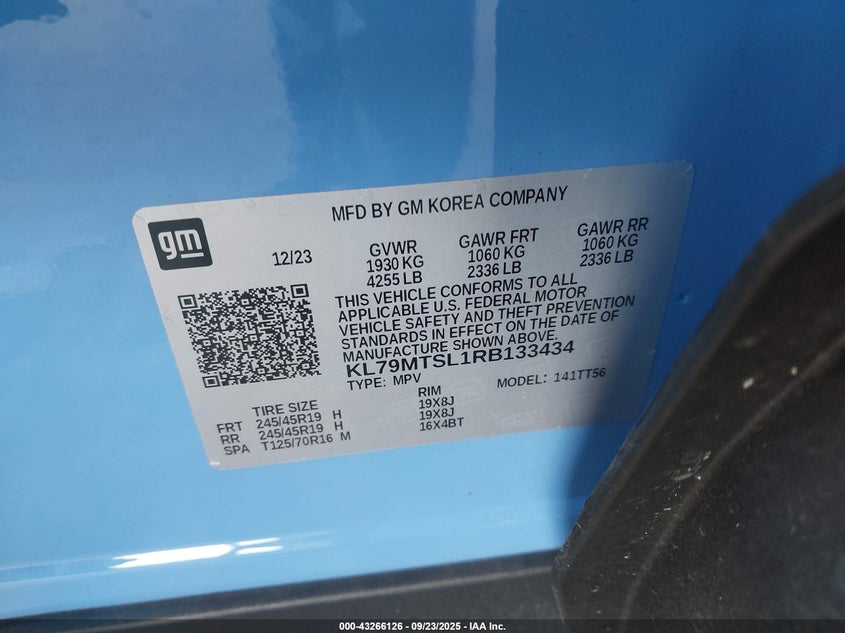 MFD BY GM KOREA COMPANY
gm
12/23
GVWR GAWR FRT GAWR RR
1930 KG 1060 KG 1060 KG
4255 LB 2336 LB 2336 LB
THIS VEHICLE CONFORMS TO ALL
APPLICABLE U.S. FEDERAL MOTOR
VEHICLE SAFETY AND THEFT PREVENTION
STANDARDS IN EFFECT ON THE DATE OF
MANUFACTURE SHOWN ABOVE.
KL79MTSL1RB133434
TYPE: MPV MODEL: 141TT56
TIRE SIZE RIM
FRT 245/45R19 H 19X8J
RR 245/45R19 H 19X8J
SPA T125/70R16 M 16X4BT
000-43266126 - 09/23/2025 - IAA Inc.